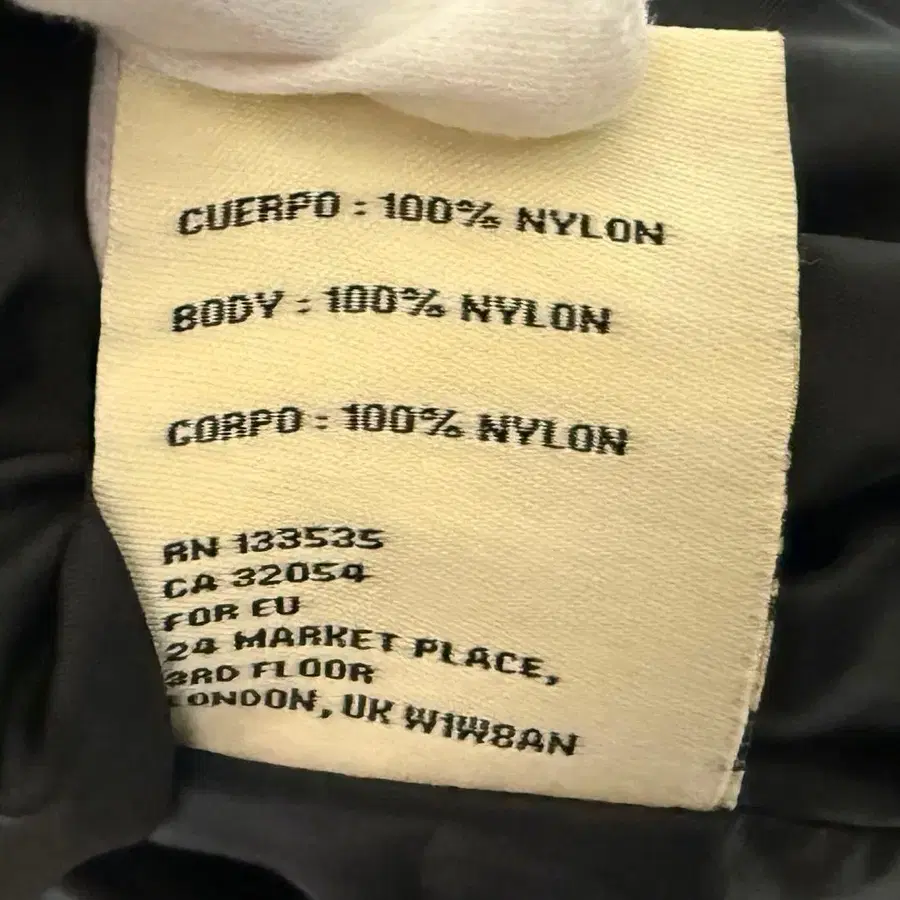 CUERPO : 100% NYLON
BODY : 100% NYLON
CORPO : 100% NYLON
RN 133535
CA 32054
FOR EU
24 MARKET PLACE,
3RD FLOOR
LONDON, UK W1W8AN